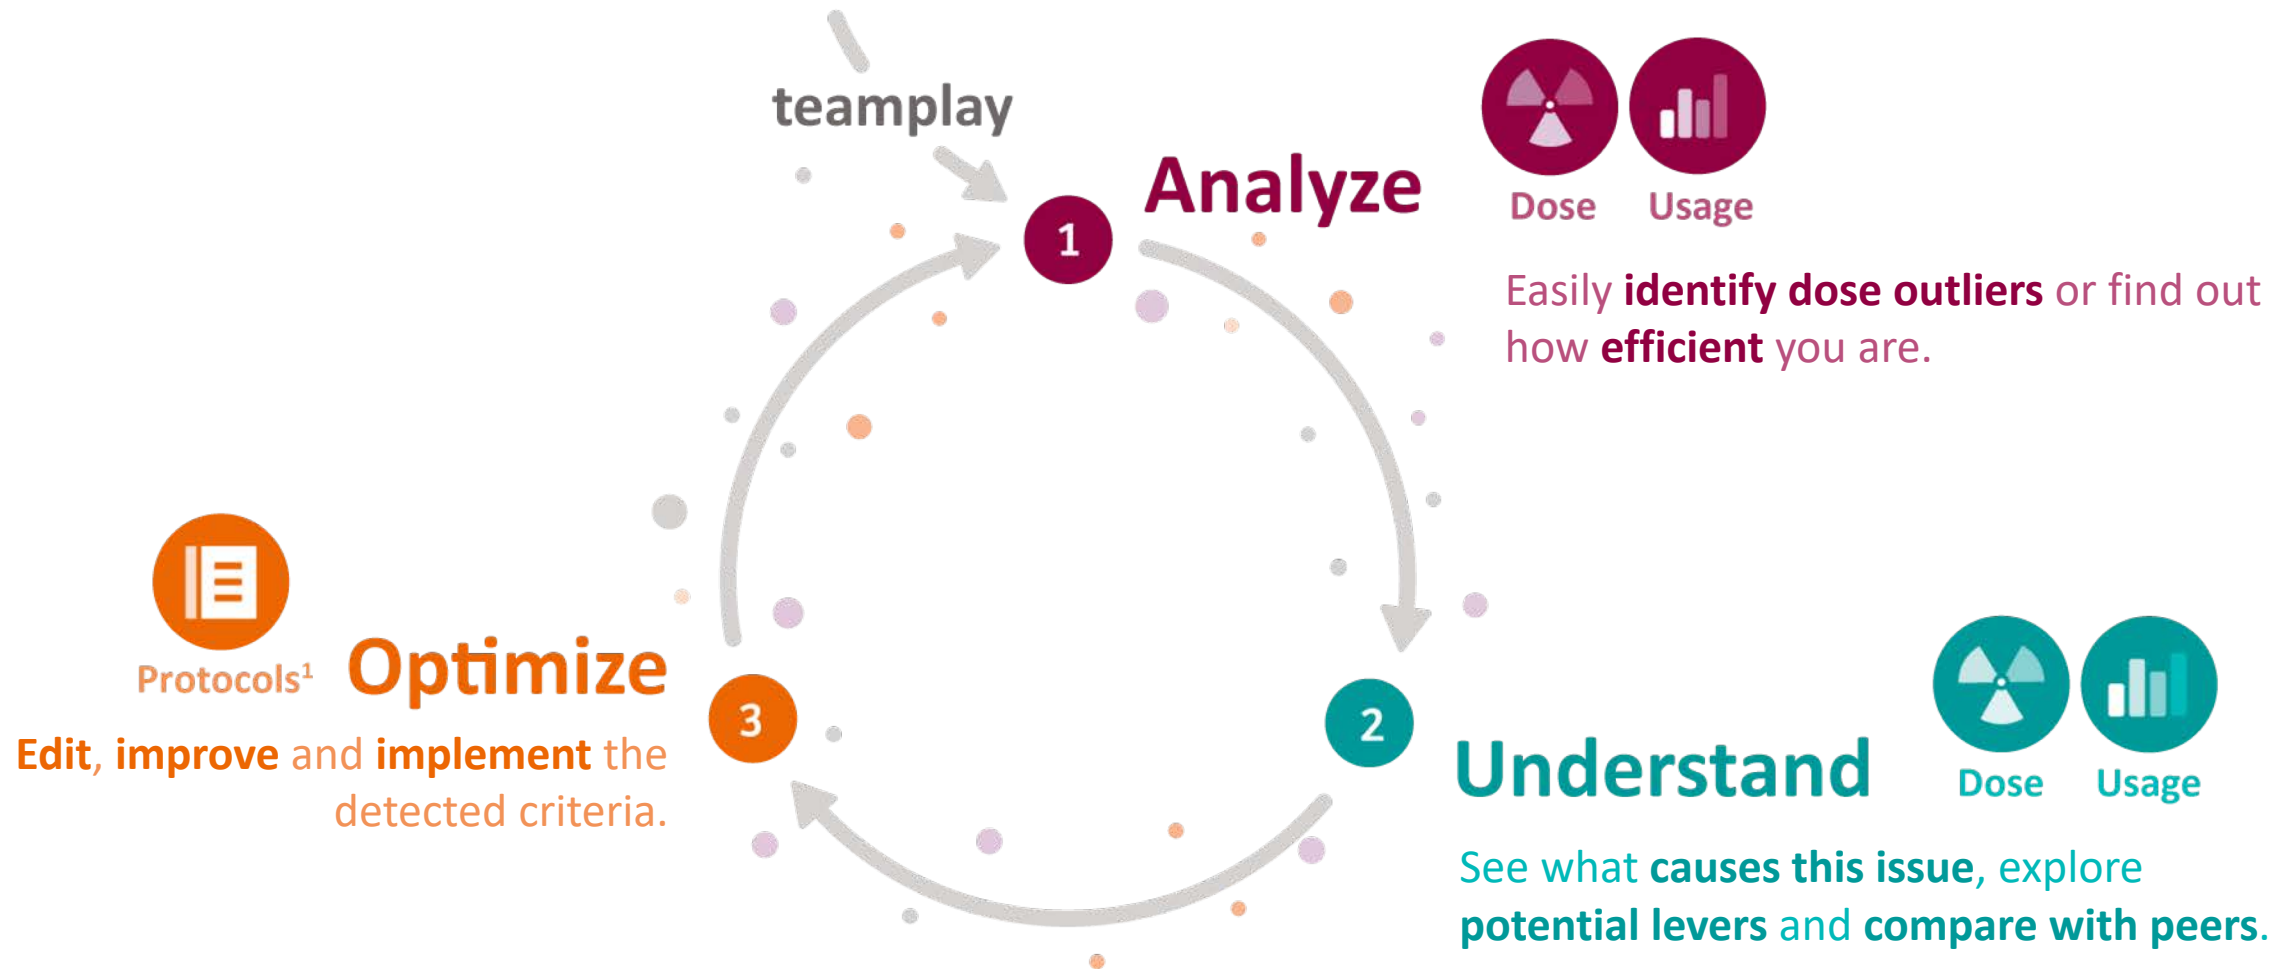 teamplay
1
Analyze
Dose
Usage
Easily identify dose outliers or find out
how efficient you are.
2
Understand
Dose
Usage
See what causes this issue, explore
potential levers and compare with peers.
3
Optimize
Protocols¹
Edit, improve and implement the
detected criteria.